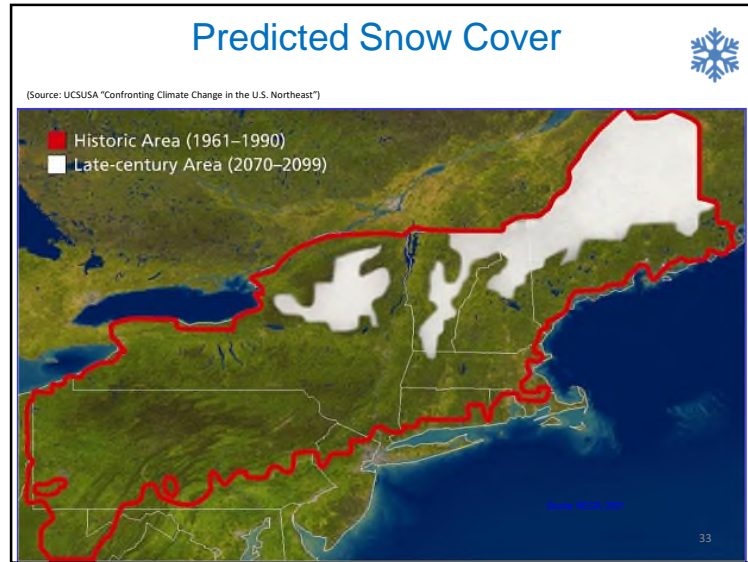 Predicted Snow Cover
(Source: UCSUSA "Confronting Climate Change in the U.S. Northeast")
Historic Area (1961–1990)
Late-century Area (2070–2099)
33